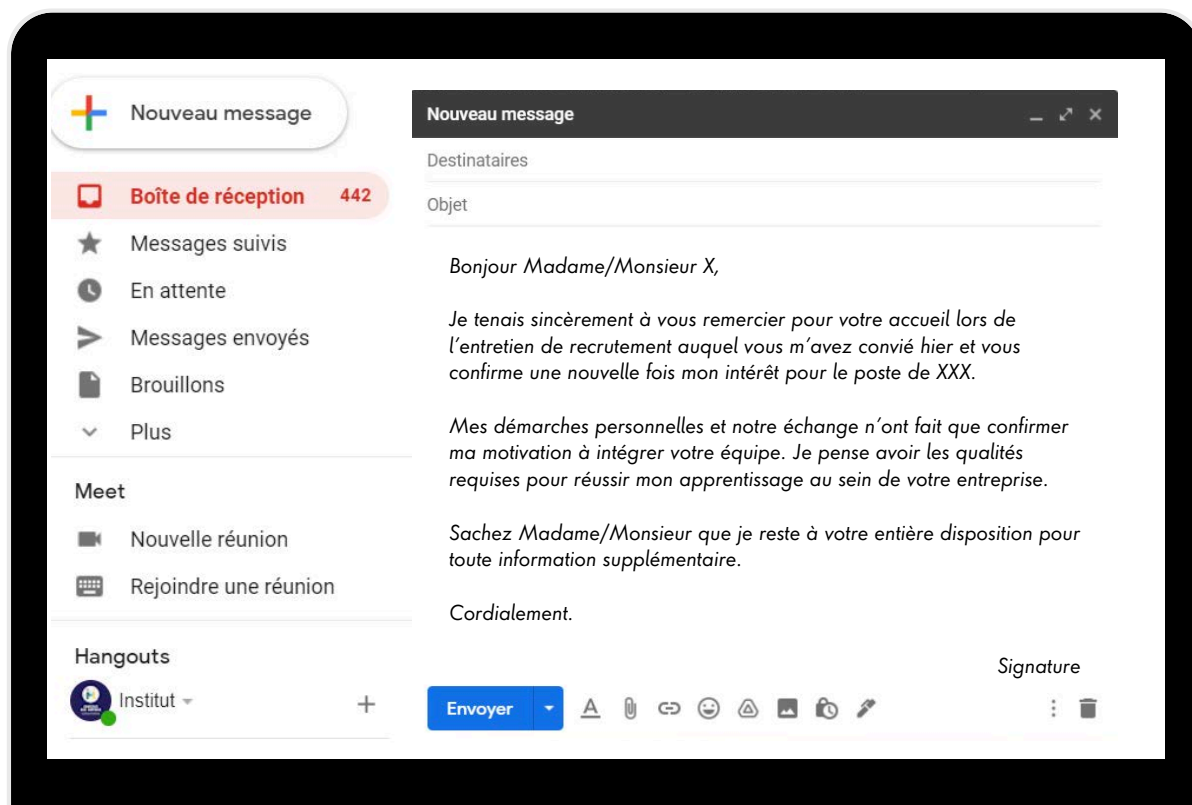 Nouveau message
Boîte de réception 442
Messages suivis
En attente
Messages envoyés
Brouillons
Plus
Meet
Nouvelle réunion
Rejoindre une réunion
Hangouts
Institut
Nouveau message
Destinataires
Objet
Bonjour Madame/Monsieur X,
Je tenais sincèrement à vous remercier pour votre accueil lors de
l'entretien de recrutement auquel vous m'avez convié hier et vous
confirme une nouvelle fois mon intérêt pour le poste de XXX.
Mes démarches personnelles et notre échange n'ont fait que confirmer
ma motivation à intégrer votre équipe. Je pense avoir les qualités
requises pour réussir mon apprentissage au sein de votre entreprise.
Sachez Madame/Monsieur que je reste à votre entière disposition pour
toute information supplémentaire.
Cordialement.
Signature
Envoyer